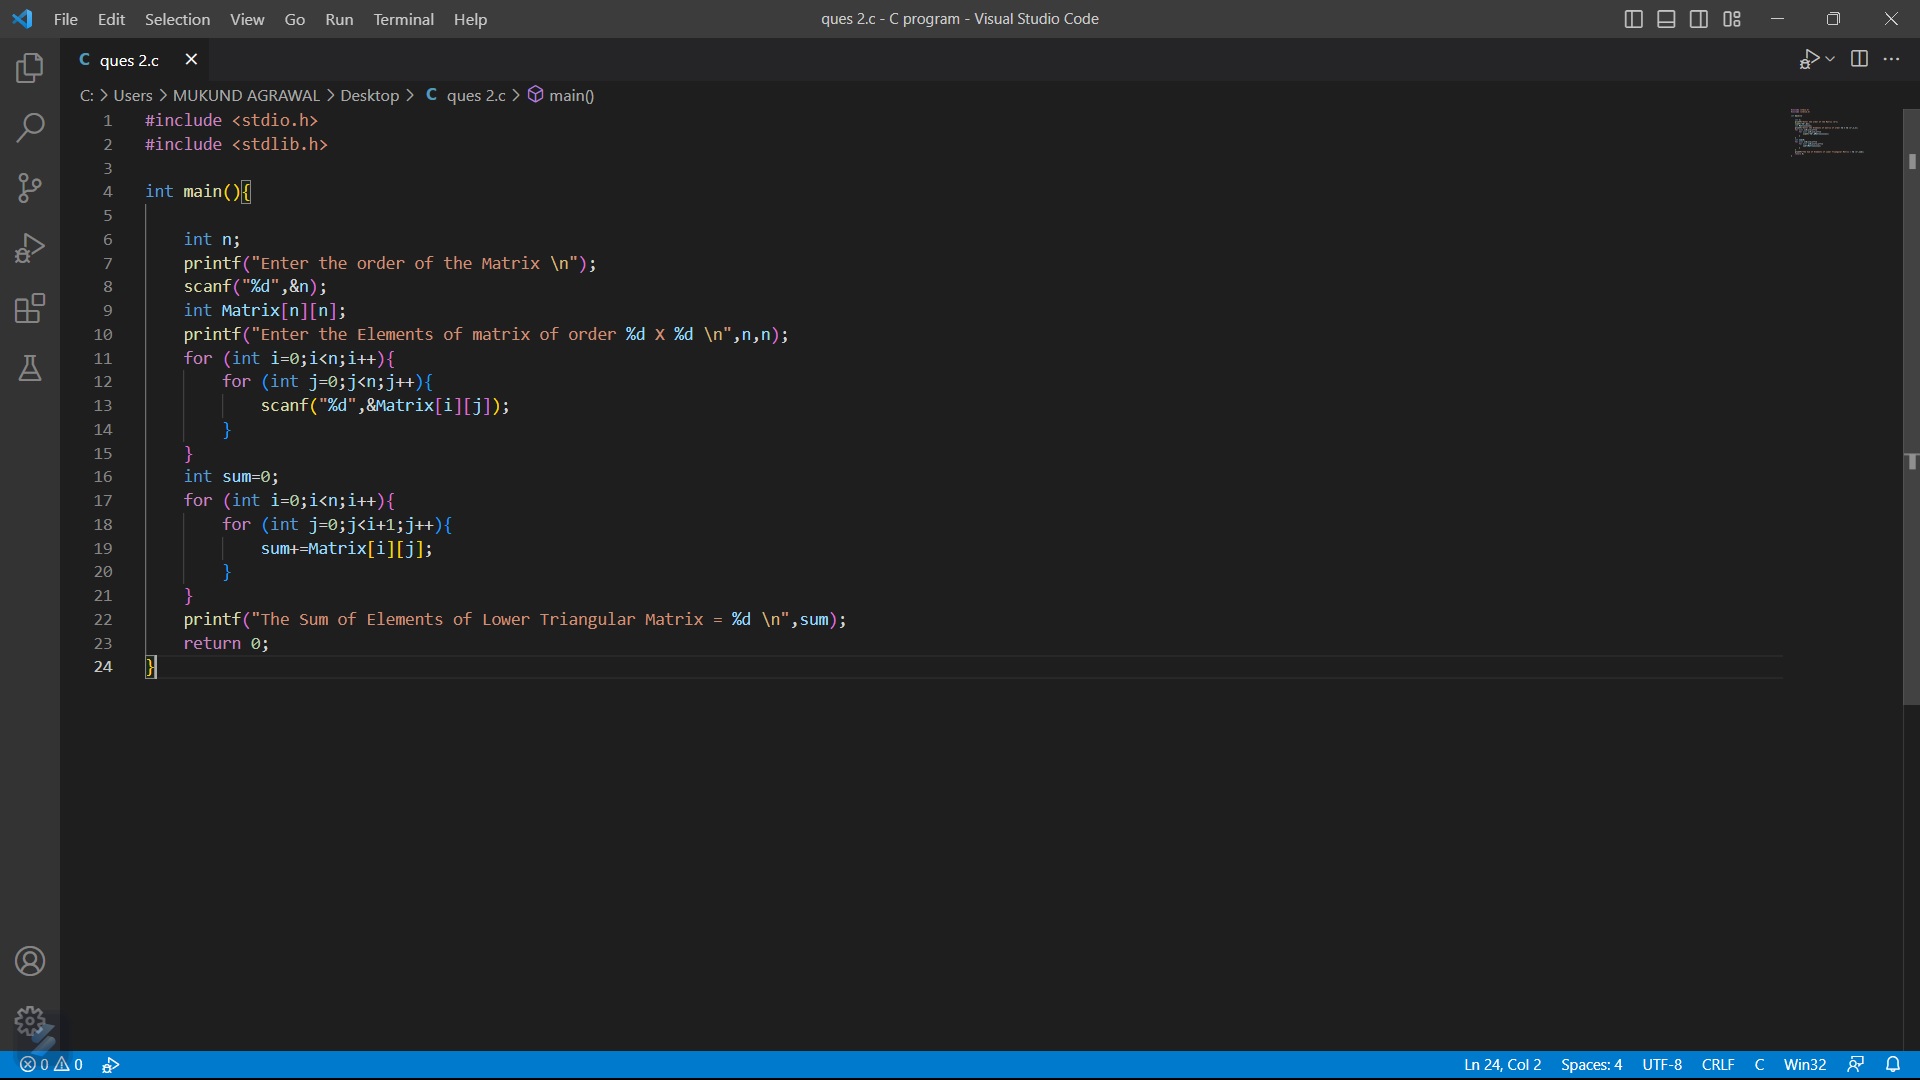 File Edit Selection View Go Run Terminal Help ques 2.c - C program - Visual Studio Code
C ques 2.c
C: > Users > MUKUND AGRAWAL > Desktop > C ques 2.c > main()
1 #include <stdio.h>
2 #include <stdlib.h>
3
4 int main(){
5
6 int n;
7 printf("Enter the order of the Matrix \n");
8 scanf("%d",&n);
9 int Matrix[n][n];
10 printf("Enter the Elements of matrix of order %d X %d \n",n,n);
11 for (int i=0;i<n;i++){
12 for (int j=0;j<n;j++){
13 scanf("%d",&Matrix[i][j]);
14 }
15 }
16 int sum=0;
17 for (int i=0;i<n;i++){
18 for (int j=0;j<i+1;j++){
19 sum+=Matrix[i][j];
20 }
21 }
22 printf("The Sum of Elements of Lower Triangular Matrix = %d \n",sum);
23 return 0;
24 }
0 0 Ln 24, Col 2 Spaces: 4 UTF-8 CRLF C Win32